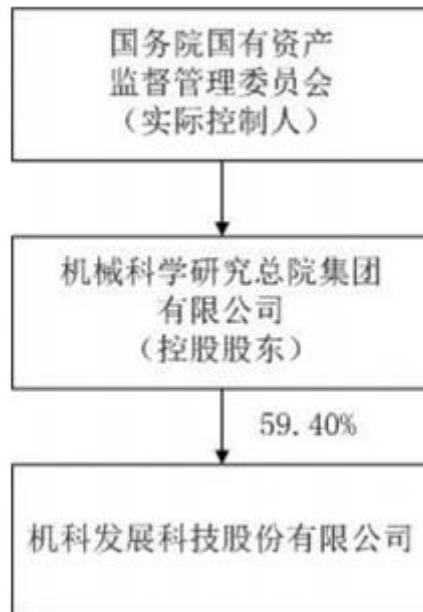 国务院国有资产
监督管理委员会
（实际控制人）
机械科学研究总院集团
有限公司
（控股股东）
59.40%
机科发展科技股份有限公司